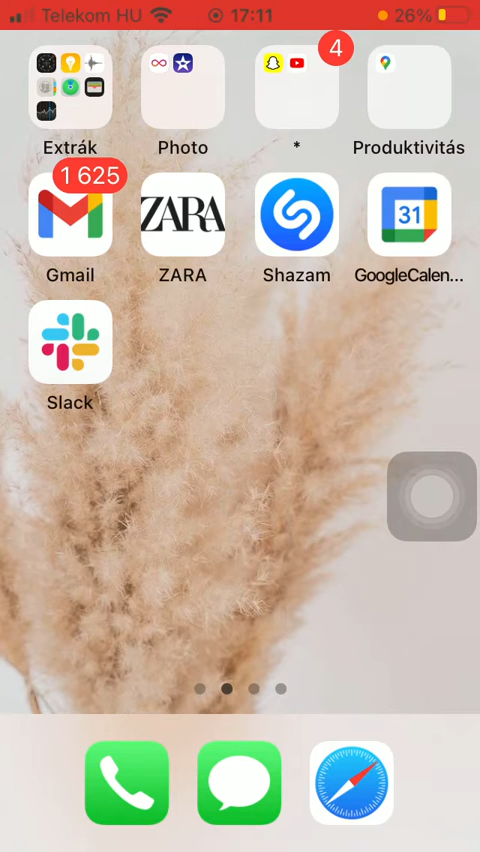 Telekom HU 17:11 26%
4
Extrák Photo * Produktivitás
1 625
ZARA 31
Gmail ZARA Shazam GoogleCalen...
Slack